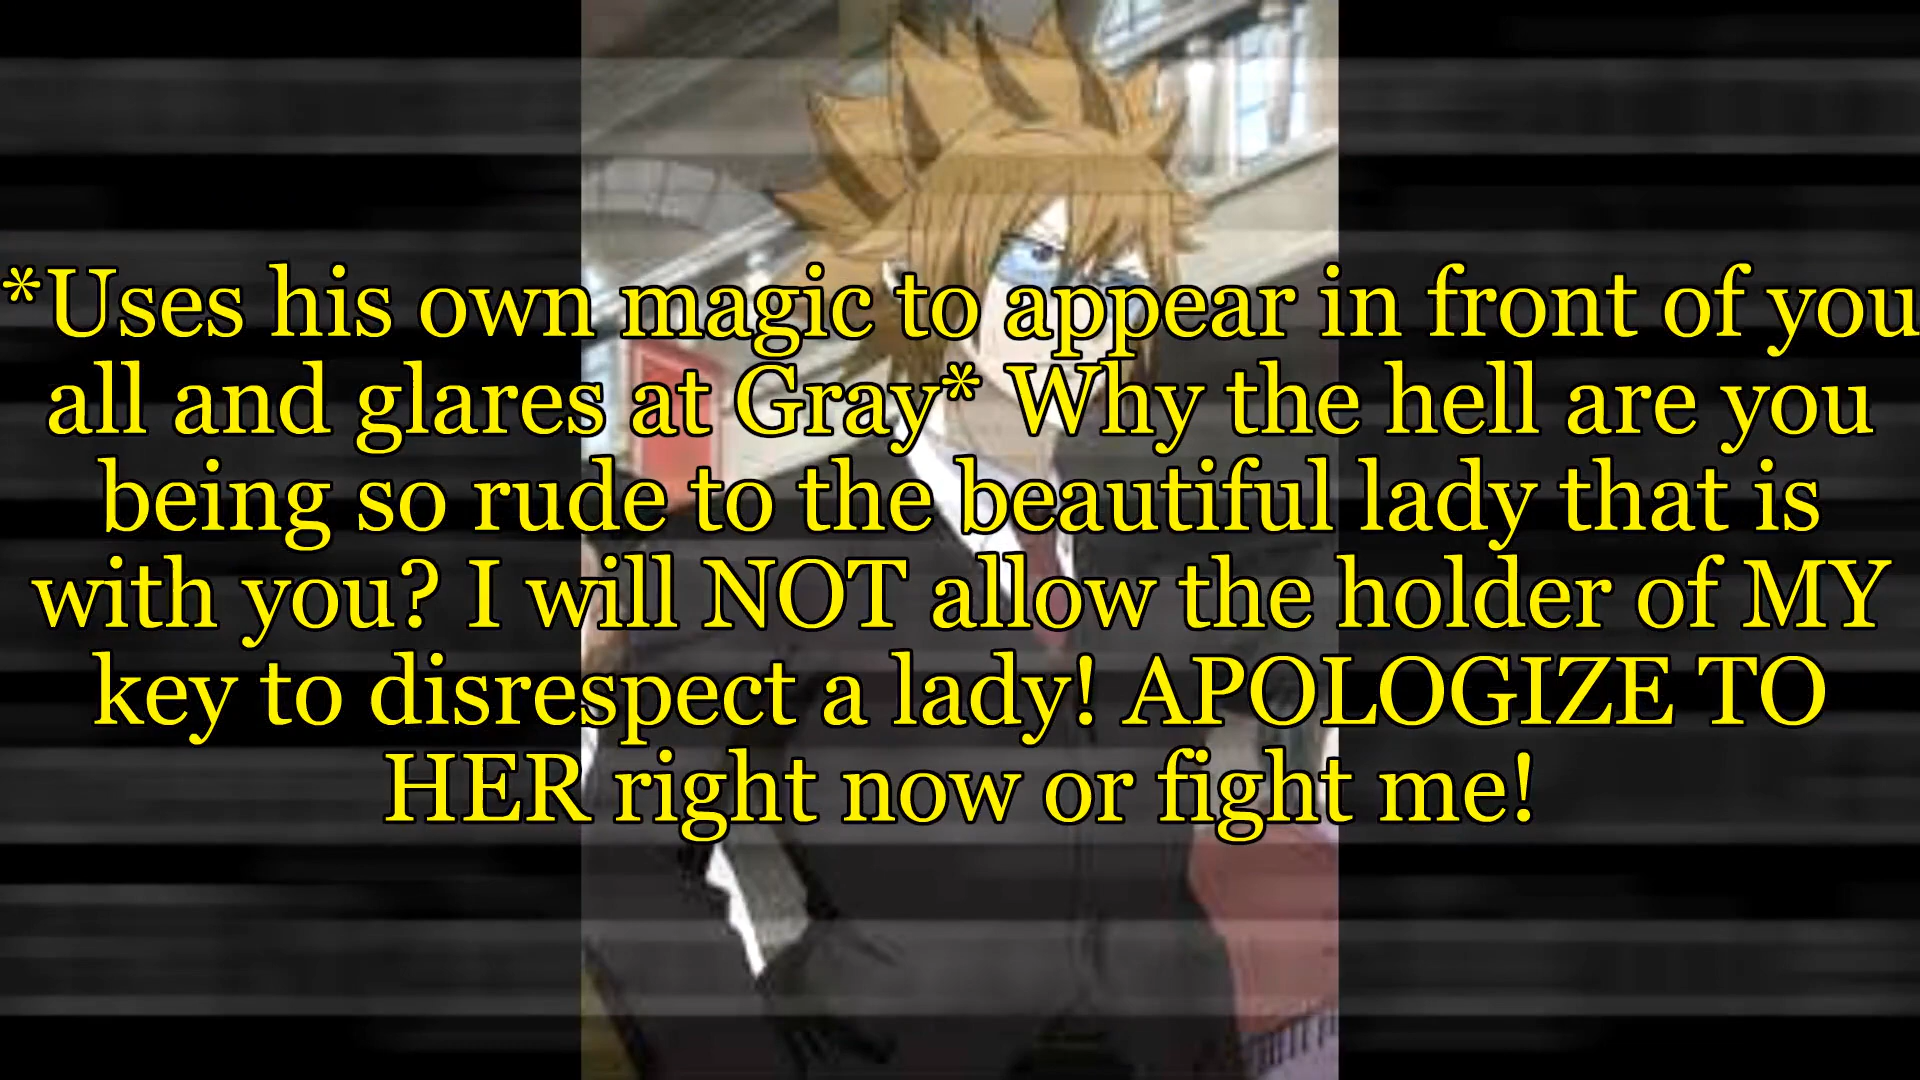 *Uses his own magic to appear in front of you
all and glares at Gray* Why the hell are you
being so rude to the beautiful lady that is
with you? I will NOT allow the holder of MY
key to disrespect a lady! APOLOGIZE TO
HER right now or fight me!